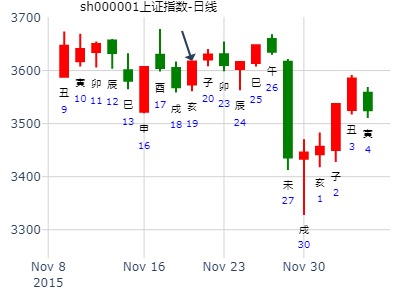 sh000001上证指数-日线
3700
3600
3500
3400
3300
丑
9
寅
10
卯
11
辰
12
巳
13
申
16
酉
17
戌
18
亥
19
子
20
卯
23
辰
24
巳
25
午
26
未
27
戌
30
亥
1
子
2
丑
3
寅
4
Nov 8
2015
Nov 16
Nov 23
Nov 30